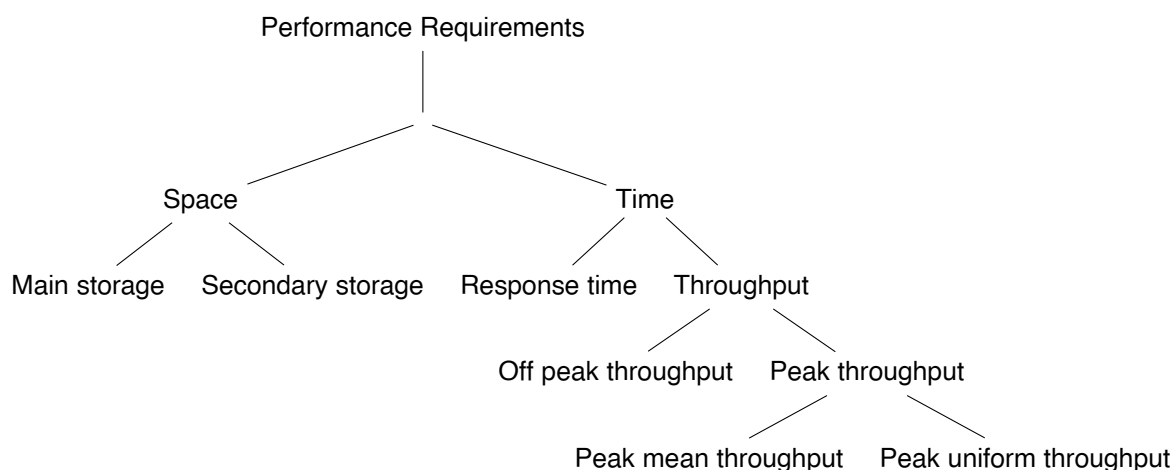 Performance Requirements
Space
Time
Main storage
Secondary storage
Response time
Throughput
Off peak throughput
Peak throughput
Peak mean throughput
Peak uniform throughput